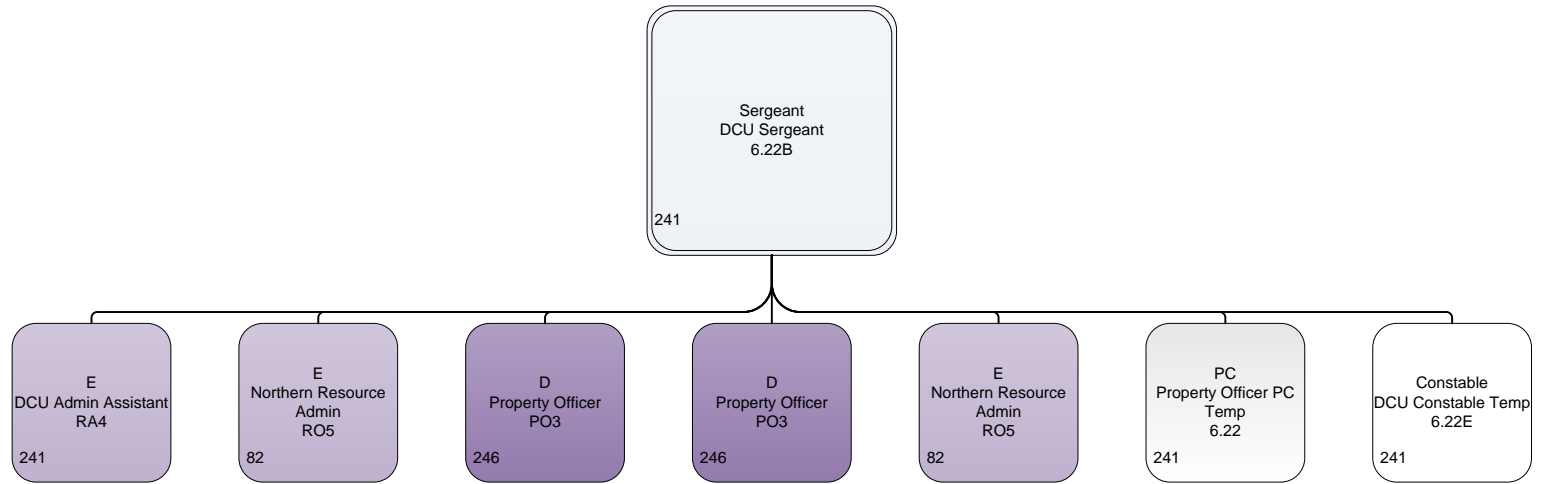 Sergeant
DCU Sergeant
6.22B
241
E
DCU Admin Assistant
RA4
241
E
Northern Resource
Admin
RO5
82
D
Property Officer
PO3
246
D
Property Officer
PO3
246
E
Northern Resource
Admin
RO5
82
PC
Property Officer PC
Temp
6.22
241
Constable
DCU Constable Temp
6.22E
241